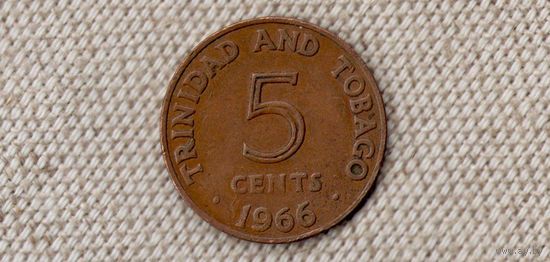 TRINIDAD AND TOBAGO
5
CENTS
· 1966 ·